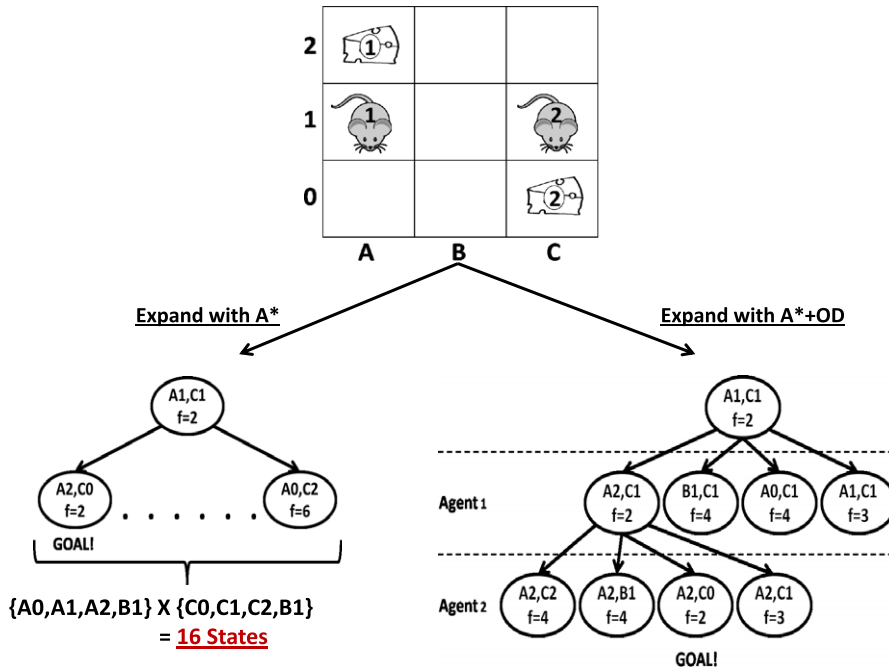 2
1
1
1
2
0
2
A B C
Expand with A*
Expand with A*+OD
A1,C1
f=2
A2,C0
f=2
A0,C2
f=6
. . . . . . .
GOAL!
{A0,A1,A2,B1} X {C0,C1,C2,B1}
= 16 States
A1,C1
f=2
Agent 1
A2,C1
f=2
B1,C1
f=4
A0,C1
f=4
A1,C1
f=3
Agent 2
A2,C2
f=4
A2,B1
f=4
A2,C0
f=2
A2,C1
f=3
GOAL!